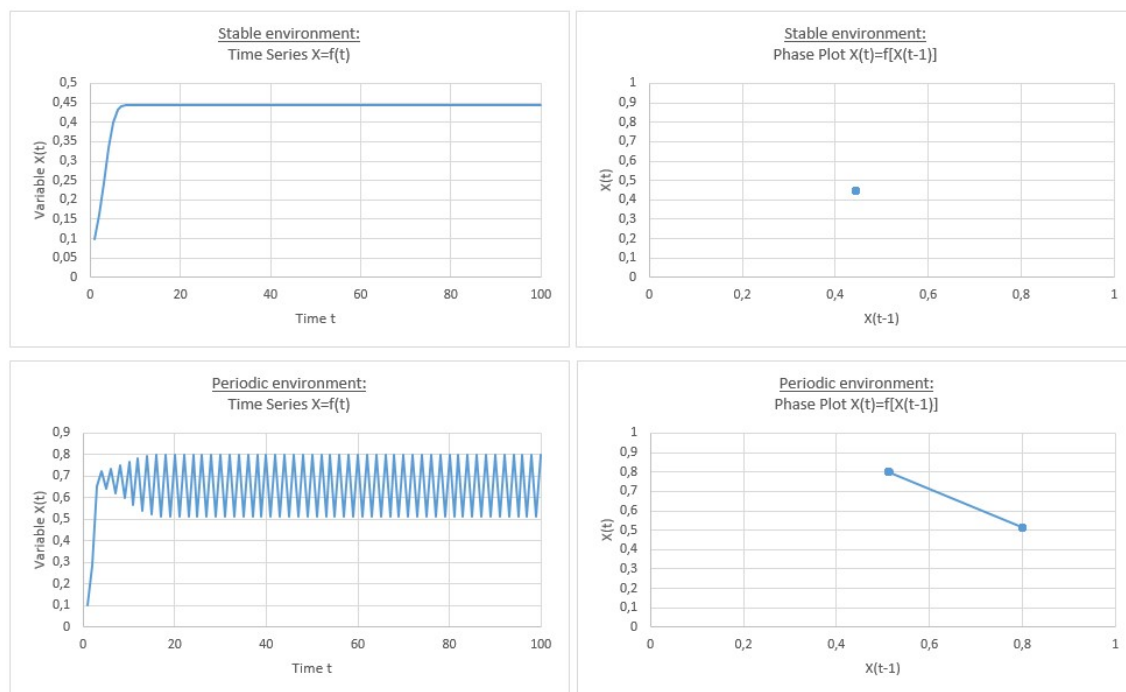 Stable environment:
Time Series X=f(t)
Variable X(t)
0,5
0,45
0,4
0,35
0,3
0,25
0,2
0,15
0,1
0,05
0
0 20 40 60 80 100
Time t
Stable environment:
Phase Plot X(t)=f[X(t-1)]
X(t)
1
0,9
0,8
0,7
0,6
0,5
0,4
0,3
0,2
0,1
0
0 0,2 0,4 0,6 0,8 1
X(t-1)
Periodic environment:
Time Series X=f(t)
Variable X(t)
0,9
0,8
0,7
0,6
0,5
0,4
0,3
0,2
0,1
0
0 20 40 60 80 100
Time t
Periodic environment:
Phase Plot X(t)=f[X(t-1)]
X(t)
1
0,9
0,8
0,7
0,6
0,5
0,4
0,3
0,2
0,1
0
0 0,2 0,4 0,6 0,8 1
X(t-1)